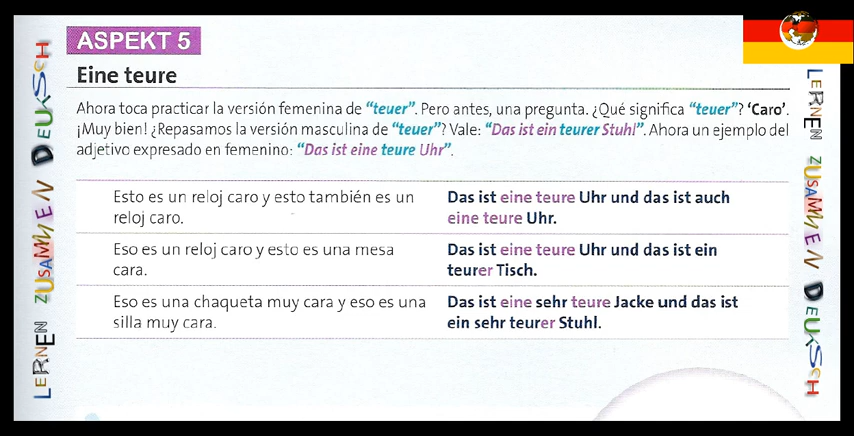 ASPEKT 5
Eine teure
Ahora toca practicar la versión femenina de “teuer”. Pero antes, una pregunta. ¿Qué significa “teuer”? ‘Caro’.
¡Muy bien! ¿Repasamos la versión masculina de “teuer”? Vale: “Das ist ein teurer Stuhl”. Ahora un ejemplo del
adjetivo expresado en femenino: “Das ist eine teure Uhr”.
Esto es un reloj caro y esto también es un
reloj caro.
Das ist eine teure Uhr und das ist auch
eine teure Uhr.
Eso es un reloj caro y esto es una mesa
cara.
Das ist eine teure Uhr und das ist ein
teurer Tisch.
Eso es una chaqueta muy cara y eso es una
silla muy cara.
Das ist eine sehr teure Jacke und das ist
ein sehr teurer Stuhl.
LERNEN ZUSAMMEN DEUKSCH
LERNEN ZUSAMMEN DEUKSCH